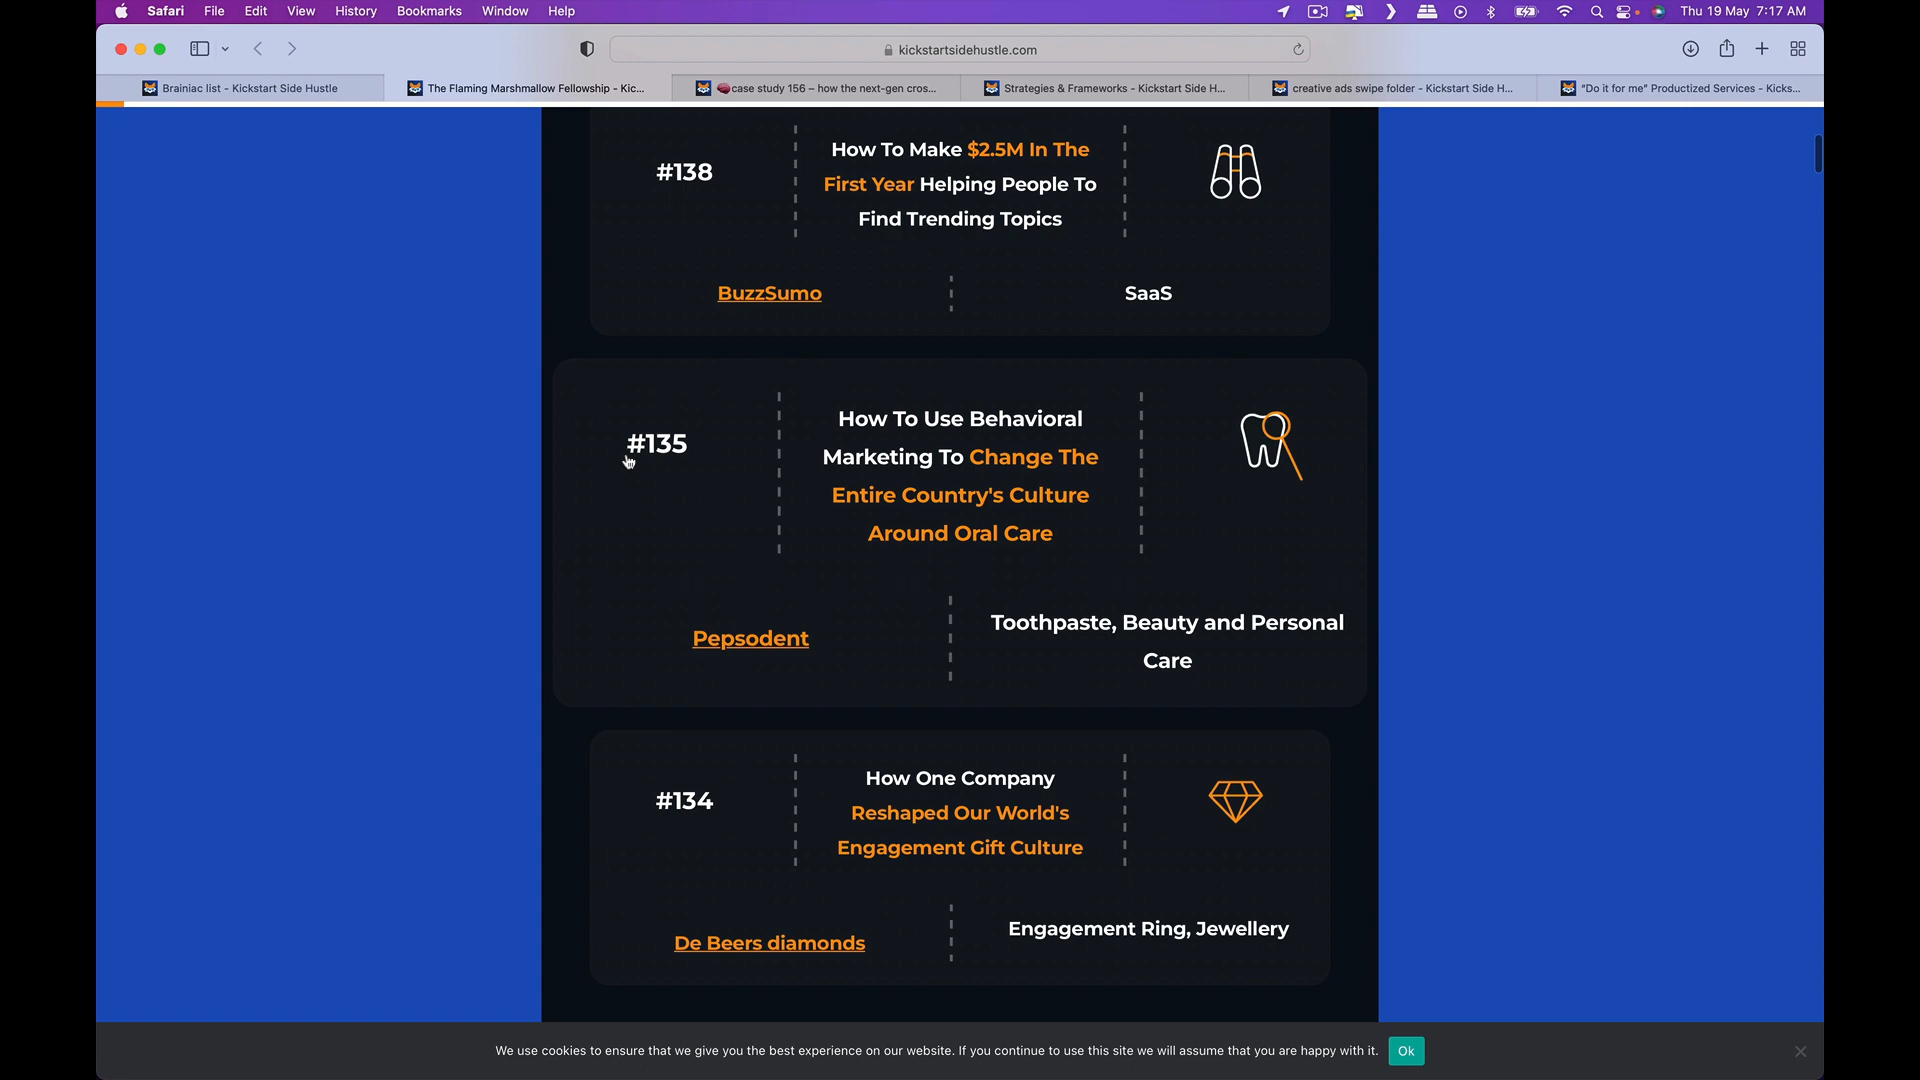 Safari File Edit View History Bookmarks Window Help Thu 19 May 7:17 AM
kickstartsidehustle.com
Brainiac list - Kickstart Side Hustle The Flaming Marshmallow Fellowship - Kic... case study 156 – how the next-gen cros... Strategies & Frameworks - Kickstart Side H... creative ads swipe folder - Kickstart Side H... "Do it for me" Productized Services - Kicks...
#138
How To Make $2.5M In The
First Year Helping People To
Find Trending Topics
BuzzSumo
SaaS
#135
How To Use Behavioral
Marketing To Change The
Entire Country's Culture
Around Oral Care
Pepsodent
Toothpaste, Beauty and Personal
Care
#134
How One Company
Reshaped Our World's
Engagement Gift Culture
De Beers diamonds
Engagement Ring, Jewellery
We use cookies to ensure that we give you the best experience on our website. If you continue to use this site we will assume that you are happy with it. Ok